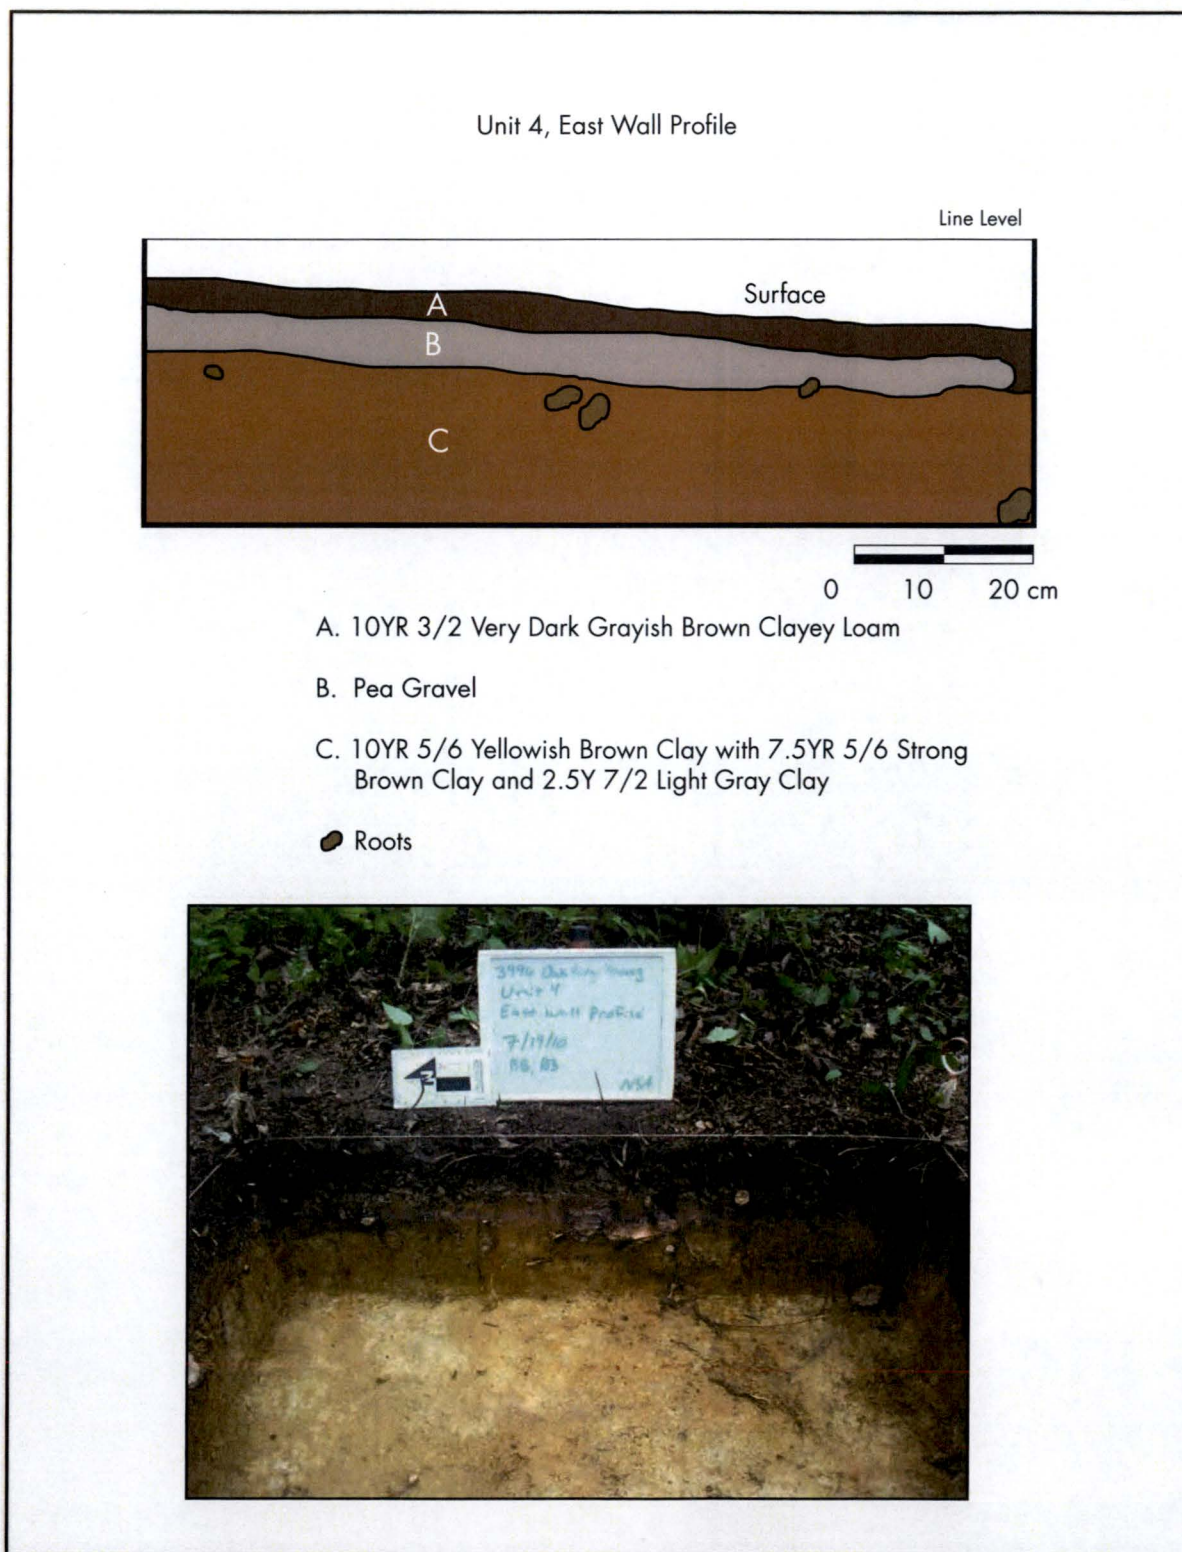 Unit 4, East Wall Profile
Line Level
Surface
A
B
C
0 10 20 cm
A. 10YR 3/2 Very Dark Grayish Brown Clayey Loam
B. Pea Gravel
C. 10YR 5/6 Yellowish Brown Clay with 7.5YR 5/6 Strong
Brown Clay and 2.5Y 7/2 Light Gray Clay
Roots
Unit 4
East Wall Profile
7/19/10
NSA